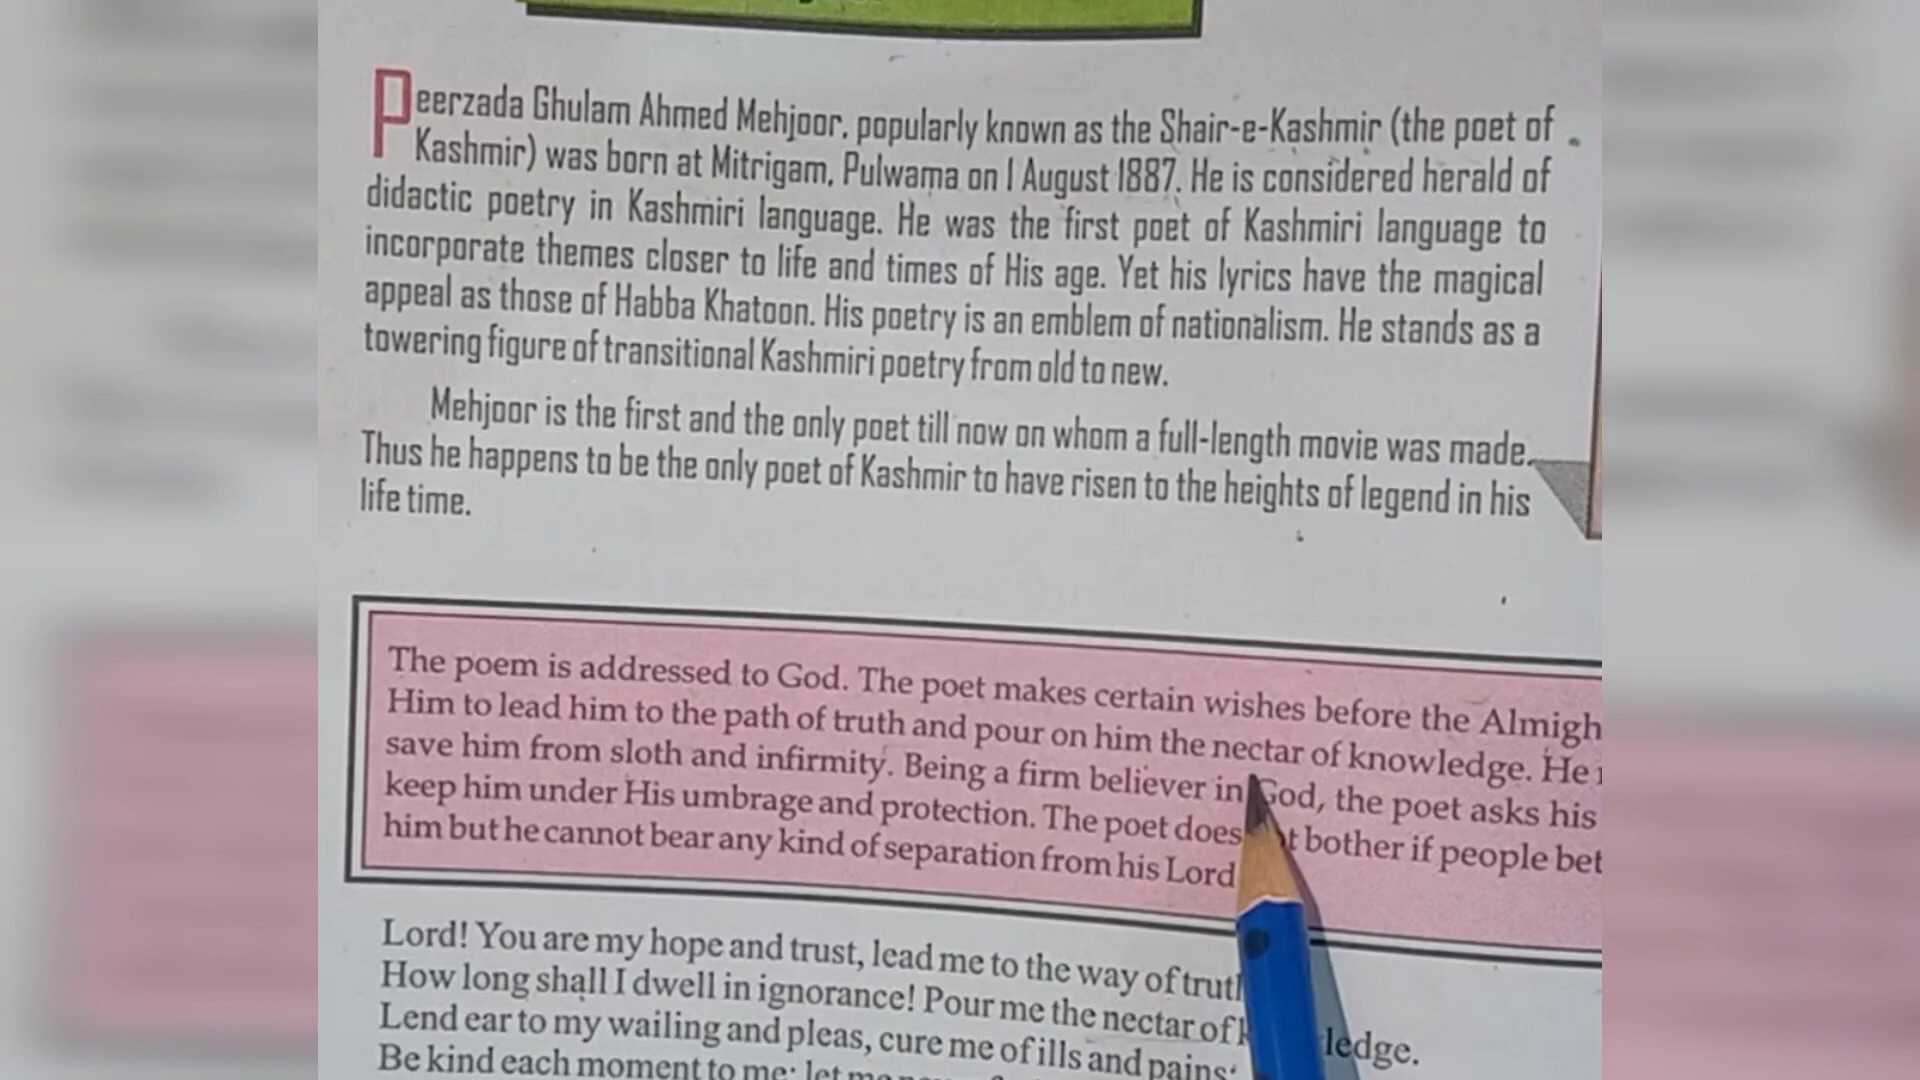 Peerzada Ghulam Ahmed Mehjoor, popularly known as the Shair-e-Kashmir (the poet of
Kashmir) was born at Mitrigam, Pulwama on 1 August 1887. He is considered herald of
didactic poetry in Kashmiri language. He was the first poet of Kashmiri language to
incorporate themes closer to life and times of His age. Yet his lyrics have the magical
appeal as those of Habba Khatoon. His poetry is an emblem of nationalism. He stands as a
towering figure of transitional Kashmiri poetry from old to new.
Mehjoor is the first and the only poet till now on whom a full-length movie was made.
Thus he happens to be the only poet of Kashmir to have risen to the heights of legend in his
life time.
The poem is addressed to God. The poet makes certain wishes before the Almigh
Him to lead him to the path of truth and pour on him the nectar of knowledge. He
save him from sloth and infirmity. Being a firm believer in God, the poet asks his
keep him under His umbrage and protection. The poet does bother if people bet
him but he cannot bear any kind of separation from his Lord
Lord! You are my hope and trust, lead me to the way of trut
How long shall I dwell in ignorance! Pour me the nectar of ledge.
Lend ear to my wailing and pleas, cure me of ills and pains;
Be kind each moment to me; let me